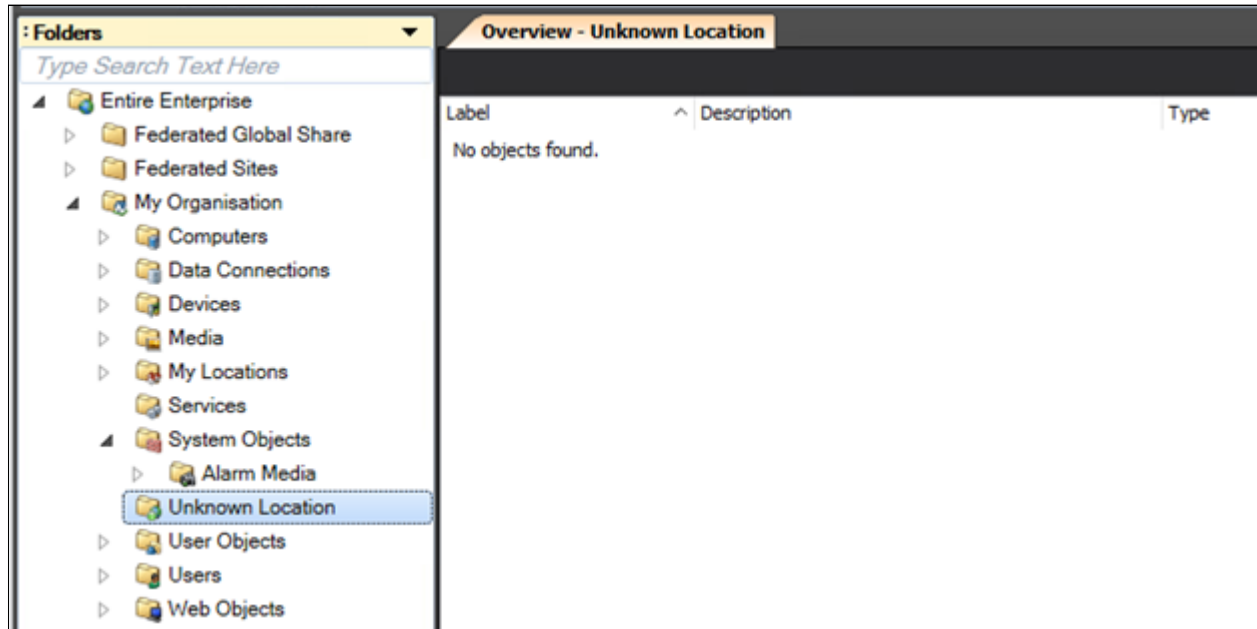 Folders
Type Search Text Here
Entire Enterprise
Federated Global Share
Federated Sites
My Organisation
Computers
Data Connections
Devices
Media
My Locations
Services
System Objects
Alarm Media
Unknown Location
User Objects
Users
Web Objects
Overview - Unknown Location
Label Description Type
No objects found.